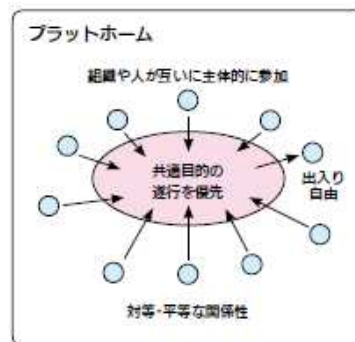 プラットホーム
組織や人が互いに主体的に参加
共通目的の
遂行を優先
出入り
自由
対等・平等な関係性